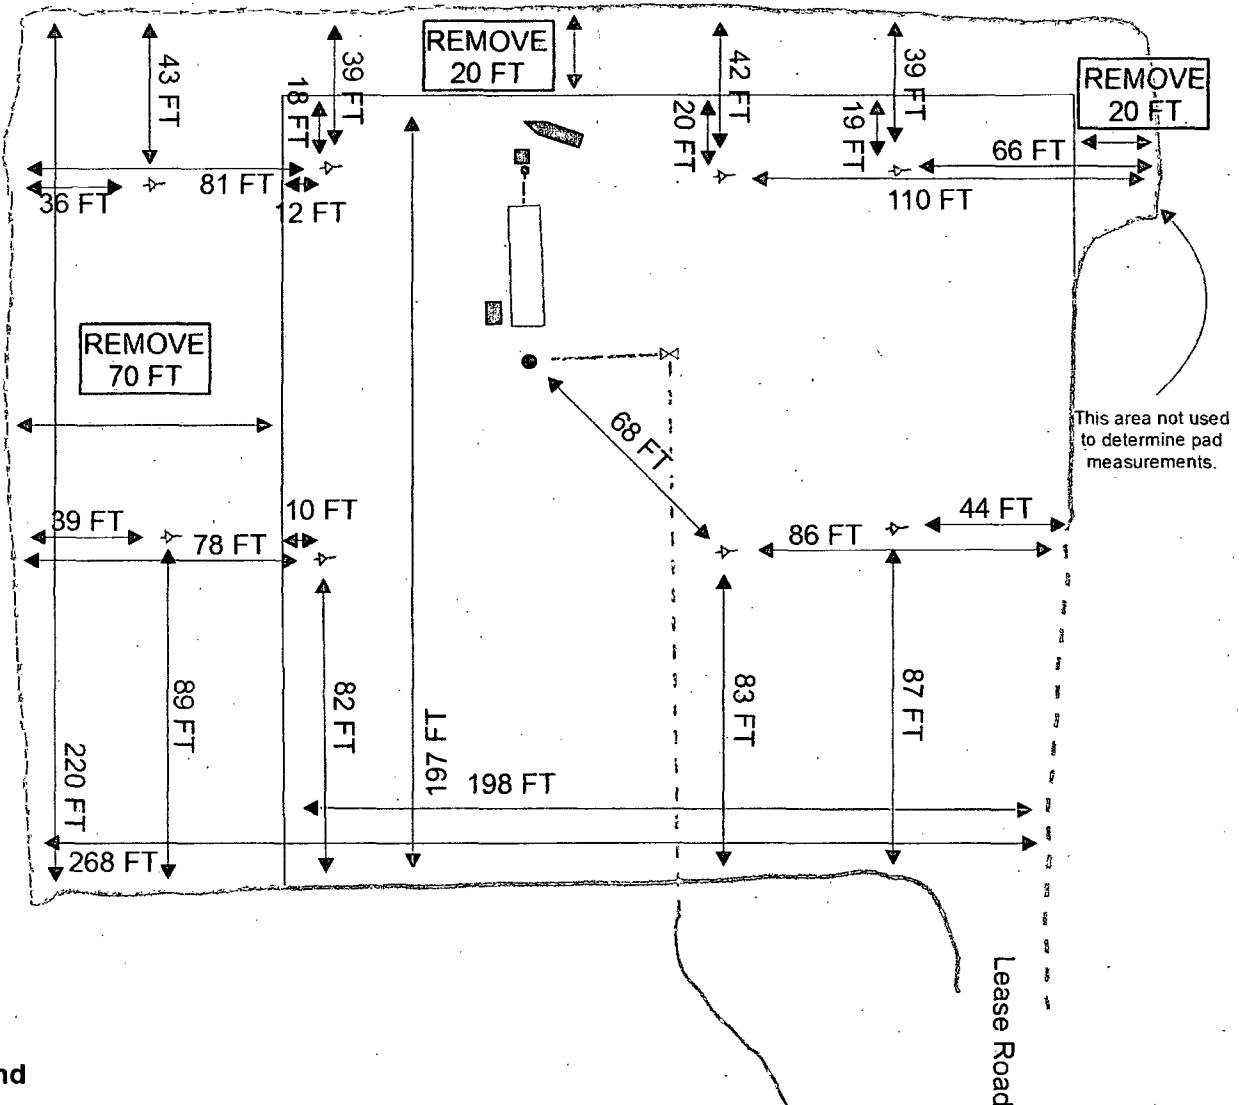 REMOVE
20 FT
REMOVE
20 FT
43 FT
39 FT
18 FT
42 FT
20 FT
39 FT
19 FT
66 FT
110 FT
81 FT
36 FT
12 FT
REMOVE
70 FT
This area not used
to determine pad
measurements.
68 FT
10 FT
39 FT
78 FT
44 FT
86 FT
89 FT
82 FT
83 FT
87 FT
220 FT
197 FT
198 FT
268 FT
Lease Road
nd